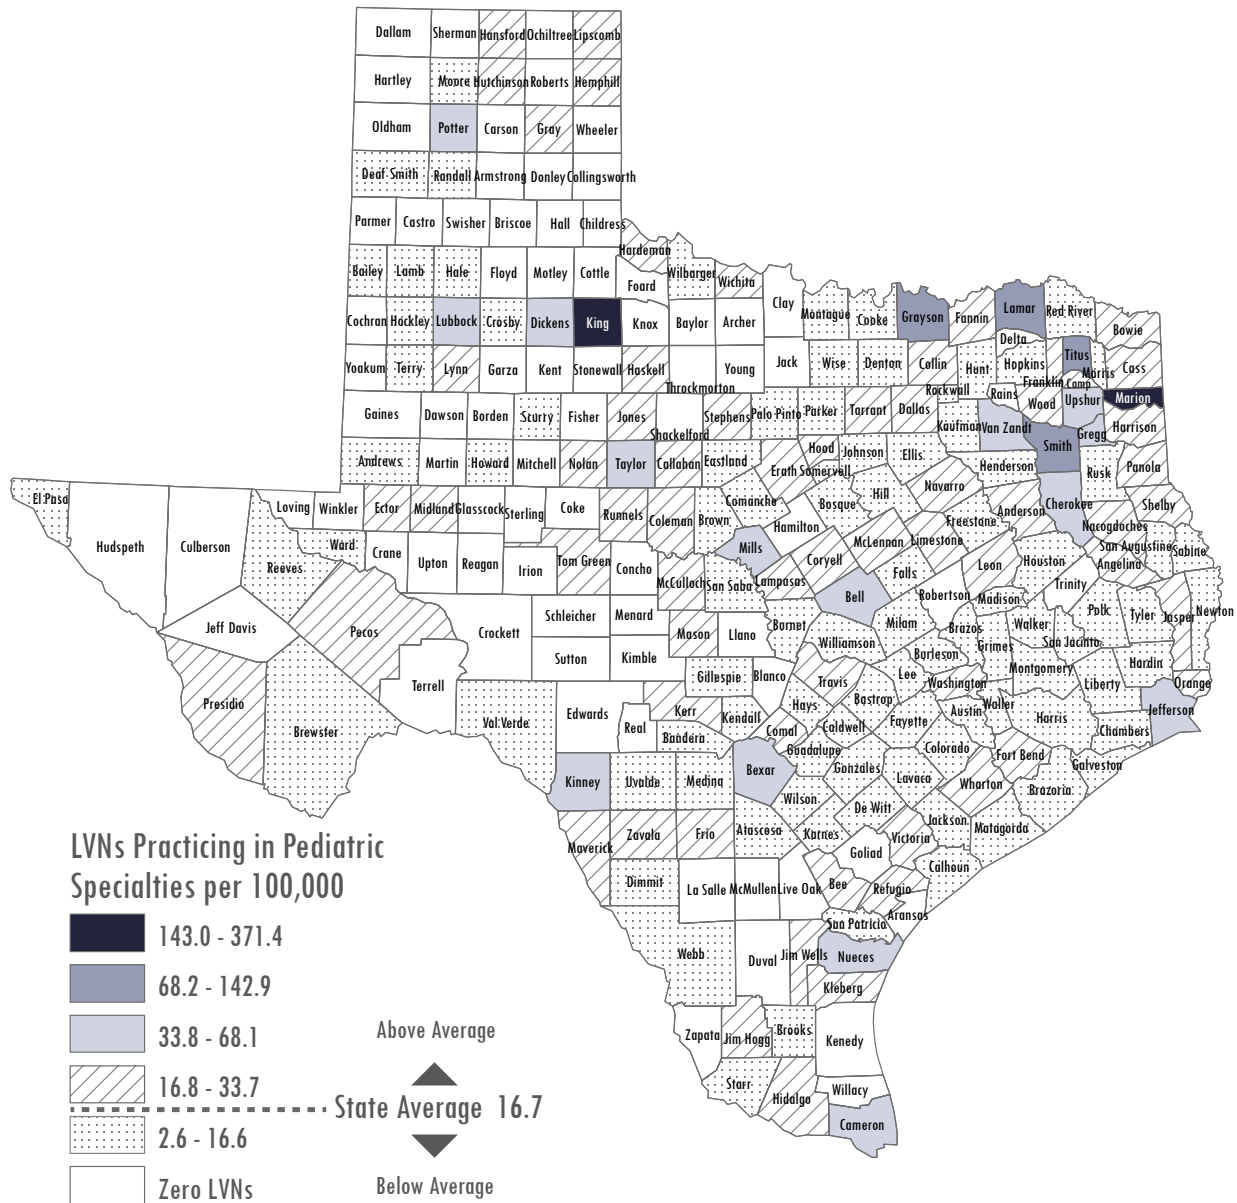 Dallam Sherman Hansford Ochiltree Lipscomb
Hartley Moore Hutchinson Roberts Hemphill
Oldham Potter Carson Gray Wheeler
Deaf Smith Randall Armstrong Donley Collingsworth
Parmer Castro Swisher Briscoe Hall Childress
Hardeman
Bailey Lamb Hale Floyd Motley Cottle Foard Wilbarger Wichita
Clay Montague Cooke Grayson Fannin Lamar Red River Bowie
Cochran Hockley Lubbock Crosby Dickens King Knox Baylor Archer
Delta Titus Morris Cass
Yoakum Terry Lynn Garza Kent Stonewall Haskell Throckmorton Young Jack Wise Denton Collin Hunt Hopkins Franklin Camp
Rockwall Rains Wood Upshur Marion
Gaines Dawson Borden Scurry Fisher Jones Shackelford Stephens Palo Pinto Parker Tarrant Dallas Kaufman Van Zandt Smith Gregg Harrison
Andrews Martin Howard Mitchell Nolan Taylor Callahan Eastland Erath Hood Somervell Johnson Ellis Henderson Rusk Panola
El Paso Hudspeth Culberson Loving Winkler Ector Midland Glasscock Sterling Coke Runnels Coleman Brown Comanche Bosque Hill Navarro Anderson Cherokee Shelby
Hamilton Freestone Nacogdoches
Reeves Ward Crane Upton Reagan Irion Tom Green Concho McCulloch San Saba Mills Lampasas Coryell McLennan Limestone Leon Houston Angelina San Augustine Sabine
Bell Falls Robertson Madison Trinity
Jeff Davis Pecos Crockett Schleicher Menard Mason Llano Burnet Williamson Milam Brazos Grimes Walker San Jacinto Polk Tyler Jasper Newton
Sutton Kimble Burleson Montgomery Hardin
Presidio Brewster Terrell Val Verde Edwards Real Kerr Gillespie Blanco Travis Hays Bastrop Lee Washington Waller Austin Harris Liberty Orange
Jefferson Chambers
Bandera Kendall Comal Caldwell Guadalupe Fayette Colorado Fort Bend Galveston
Kinney Uvalde Medina Bexar Gonzales Lavaca Wharton Brazoria
Wilson De Witt Jackson Matagorda
Maverick Zavala Frio Atascosa Karnes Goliad Victoria Calhoun
Dimmit La Salle McMullen Live Oak Bee Refugio Aransas
San Patricio
Webb Duval Jim Wells Nueces
Kleberg
Zapata Jim Hogg Brooks Kenedy
Starr Hidalgo Willacy
Cameron
LVNs Practicing in Pediatric
Specialties per 100,000
143.0 - 371.4
68.2 - 142.9
33.8 - 68.1
Above Average
16.8 - 33.7
State Average 16.7
2.6 - 16.6
Below Average
Zero LVNs